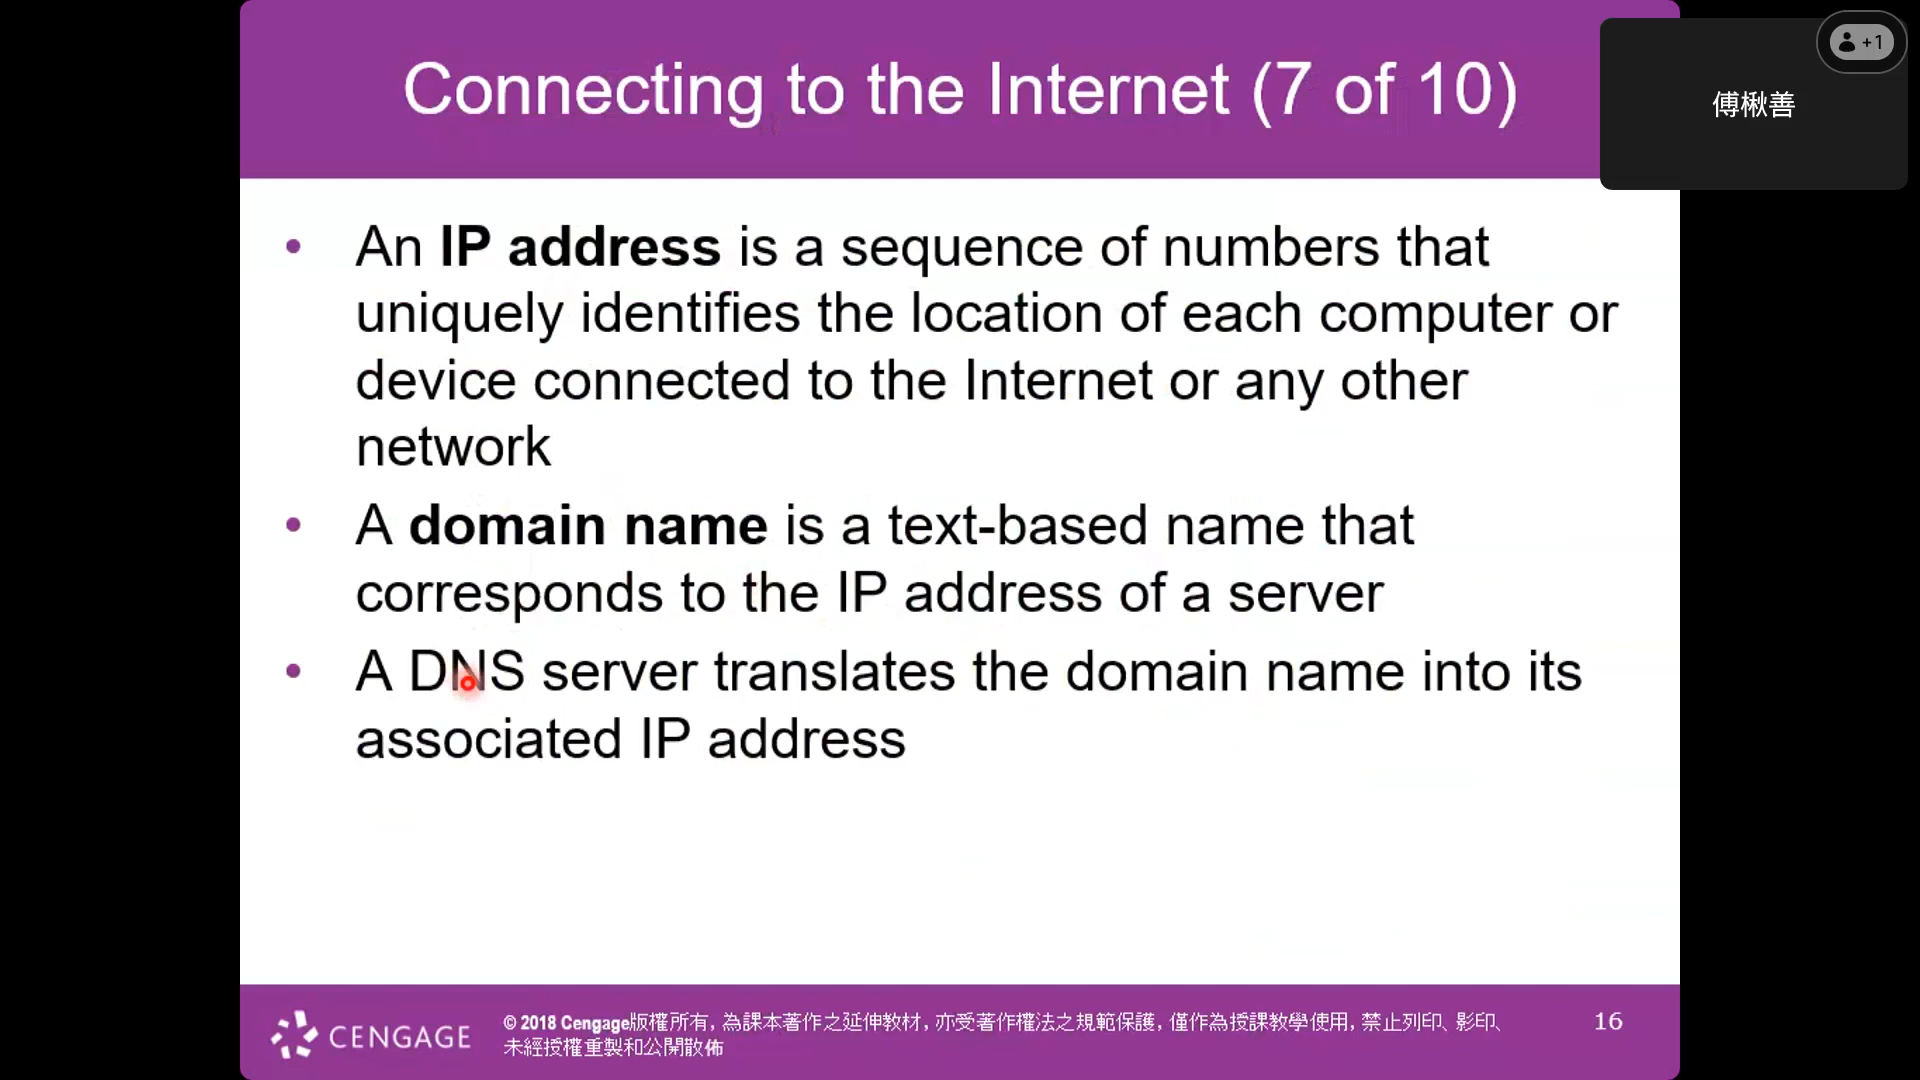 Connecting to the Internet (7 of 10)
+1
傅楸善
• An IP address is a sequence of numbers that
uniquely identifies the location of each computer or
device connected to the Internet or any other
network
• A domain name is a text-based name that
corresponds to the IP address of a server
• A DNS server translates the domain name into its
associated IP address
CENGAGE
© 2018 Cengage版權所有, 為課本著作之延伸教材, 亦受著作權法之規範保護, 僅作為授課教學使用, 禁止列印、影印、
未經授權重製和公開散佈
16